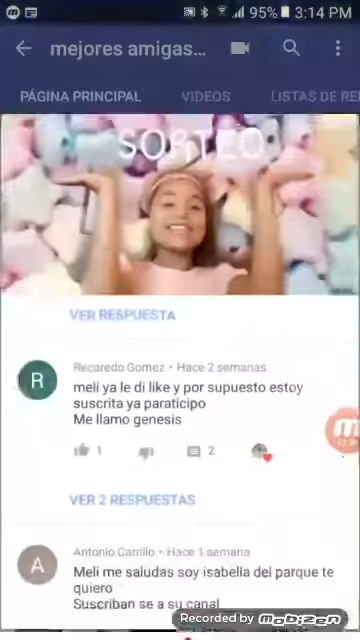 95% 3:14 PM
mejores amigas...
PÁGINA PRINCIPAL VIDEOS LISTAS DE RE
SORTEO
VER RESPUESTA
R
Recaredo Gomez • Hace 2 semanas
meli ya le di like y por supuesto estoy
suscrita ya paraticipo
Me llamo genesis
1 2
VER 2 RESPUESTAS
A
Antonio Carrillo • Hace 1 semana
Meli me saludas soy isabella del parque te
quiero
Suscriban se a su canal
Recorded by MOBIZEN